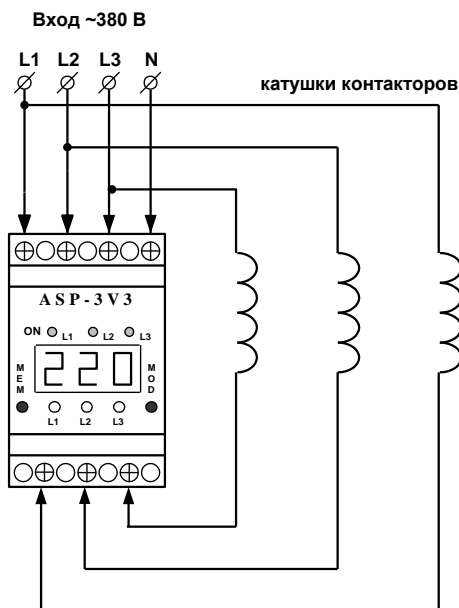 Вход ~380 В
L1 L2 L3 N
катушки контакторов
ASP-3V3
ON L1 L2 L3
220
MEM
MOD
L1 L2 L3